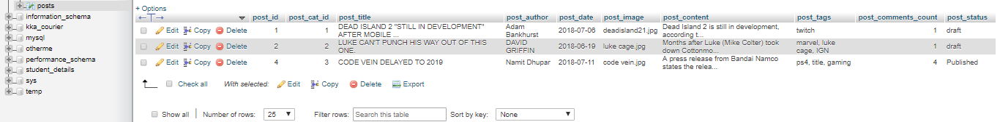 posts
information_schema
kka_courier
mysql
otherme
performance_schema
student_details
sys
temp
+ Options
←T→ post_id post_cat_id post_title post_author post_date post_image post_content post_tags post_comments_count post_status
Edit Copy Delete 1 1 DEAD ISLAND 2 "STILL IN DEVELOPMENT" AFTER MOBILE ... Adam Bankhurst 2018-07-06 deadisland21.jpg Dead Island 2 is still in development, according t... twitch 1 draft
Edit Copy Delete 2 2 LUKE CAN'T PUNCH HIS WAY OUT OF THIS ONE. DAVID GRIFFIN 2018-06-19 luke cage.jpg Months after Luke (Mike Colter) took down Cottonmo... marvel, luke cage, IGN 1 draft
Edit Copy Delete 4 3 CODE VEIN DELAYED TO 2019 Namit Dhupar 2018-07-11 code vein.jpg A press release from Bandai Namco states the relea... ps4, title, gaming 4 Published
Check all With selected: Edit Copy Delete Export
Show all Number of rows: 25 Filter rows: Search this table Sort by key: None